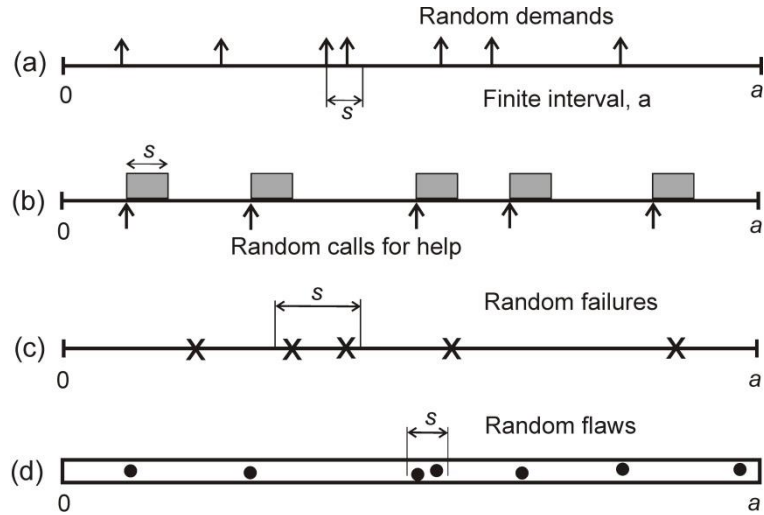 Random demands
(a)
0
s
Finite interval, a
a
s
(b)
0
Random calls for help
a
s
Random failures
(c)
0
a
s
Random flaws
(d)
0
a